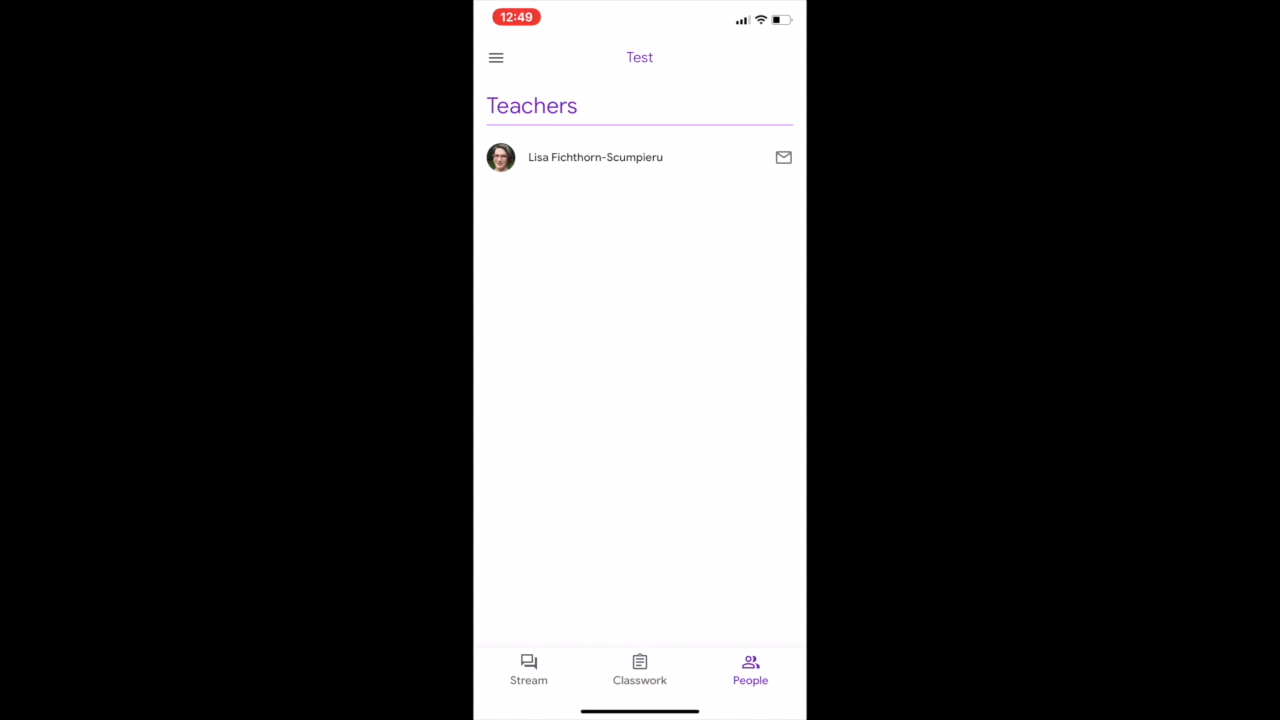 12:49
Test
Teachers
Lisa Fichthorn-Scumpieru
Stream
Classwork
People